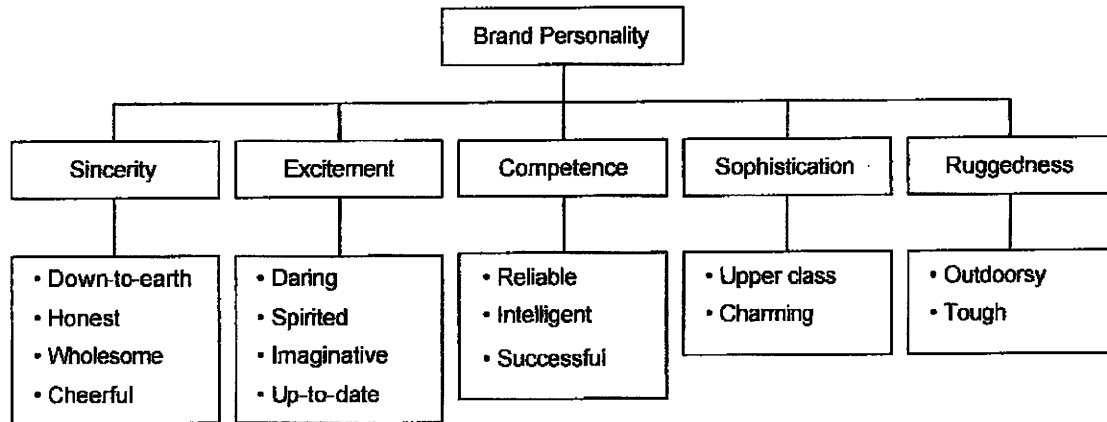 Brand Personality
Sincerity
Excitement
Competence
Sophistication
Ruggedness
• Down-to-earth
• Honest
• Wholesome
• Cheerful
• Daring
• Spirited
• Imaginative
• Up-to-date
• Reliable
• Intelligent
• Successful
• Upper class
• Charming
• Outdoorsy
• Tough